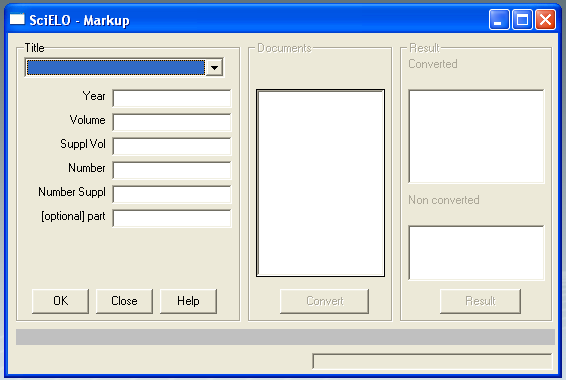 SciELO - Markup
Title
Year
Volume
Suppl Vol
Number
Number Suppl
[optional] part
OK Close Help
Documents
Convert
Result
Converted
Non converted
Result